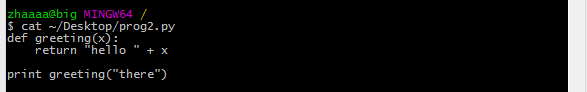 zhaaaa@big MINGW64 /
$ cat ~/Desktop/prog2.py
def greeting(x):
    return "hello " + x

print greeting("there")